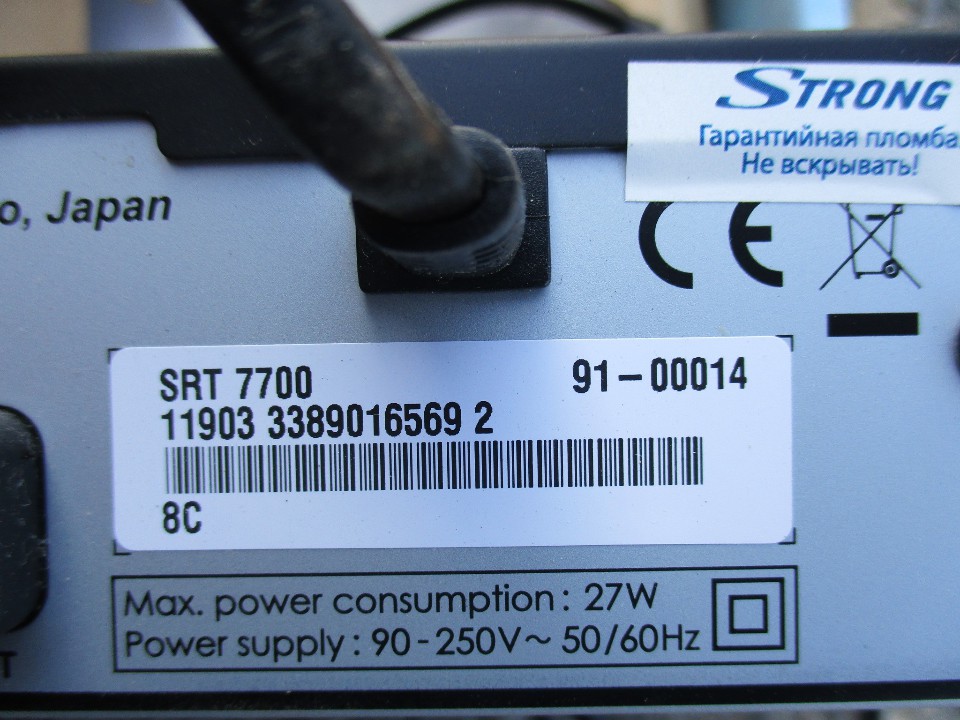 STRONG
Гарантийная пломба
Не вскрывать!
o, Japan
CE
SRT 7700 91-00014
11903 3389016569 2
8C
Max. power consumption: 27W
Power supply: 90-250V~ 50/60Hz
T